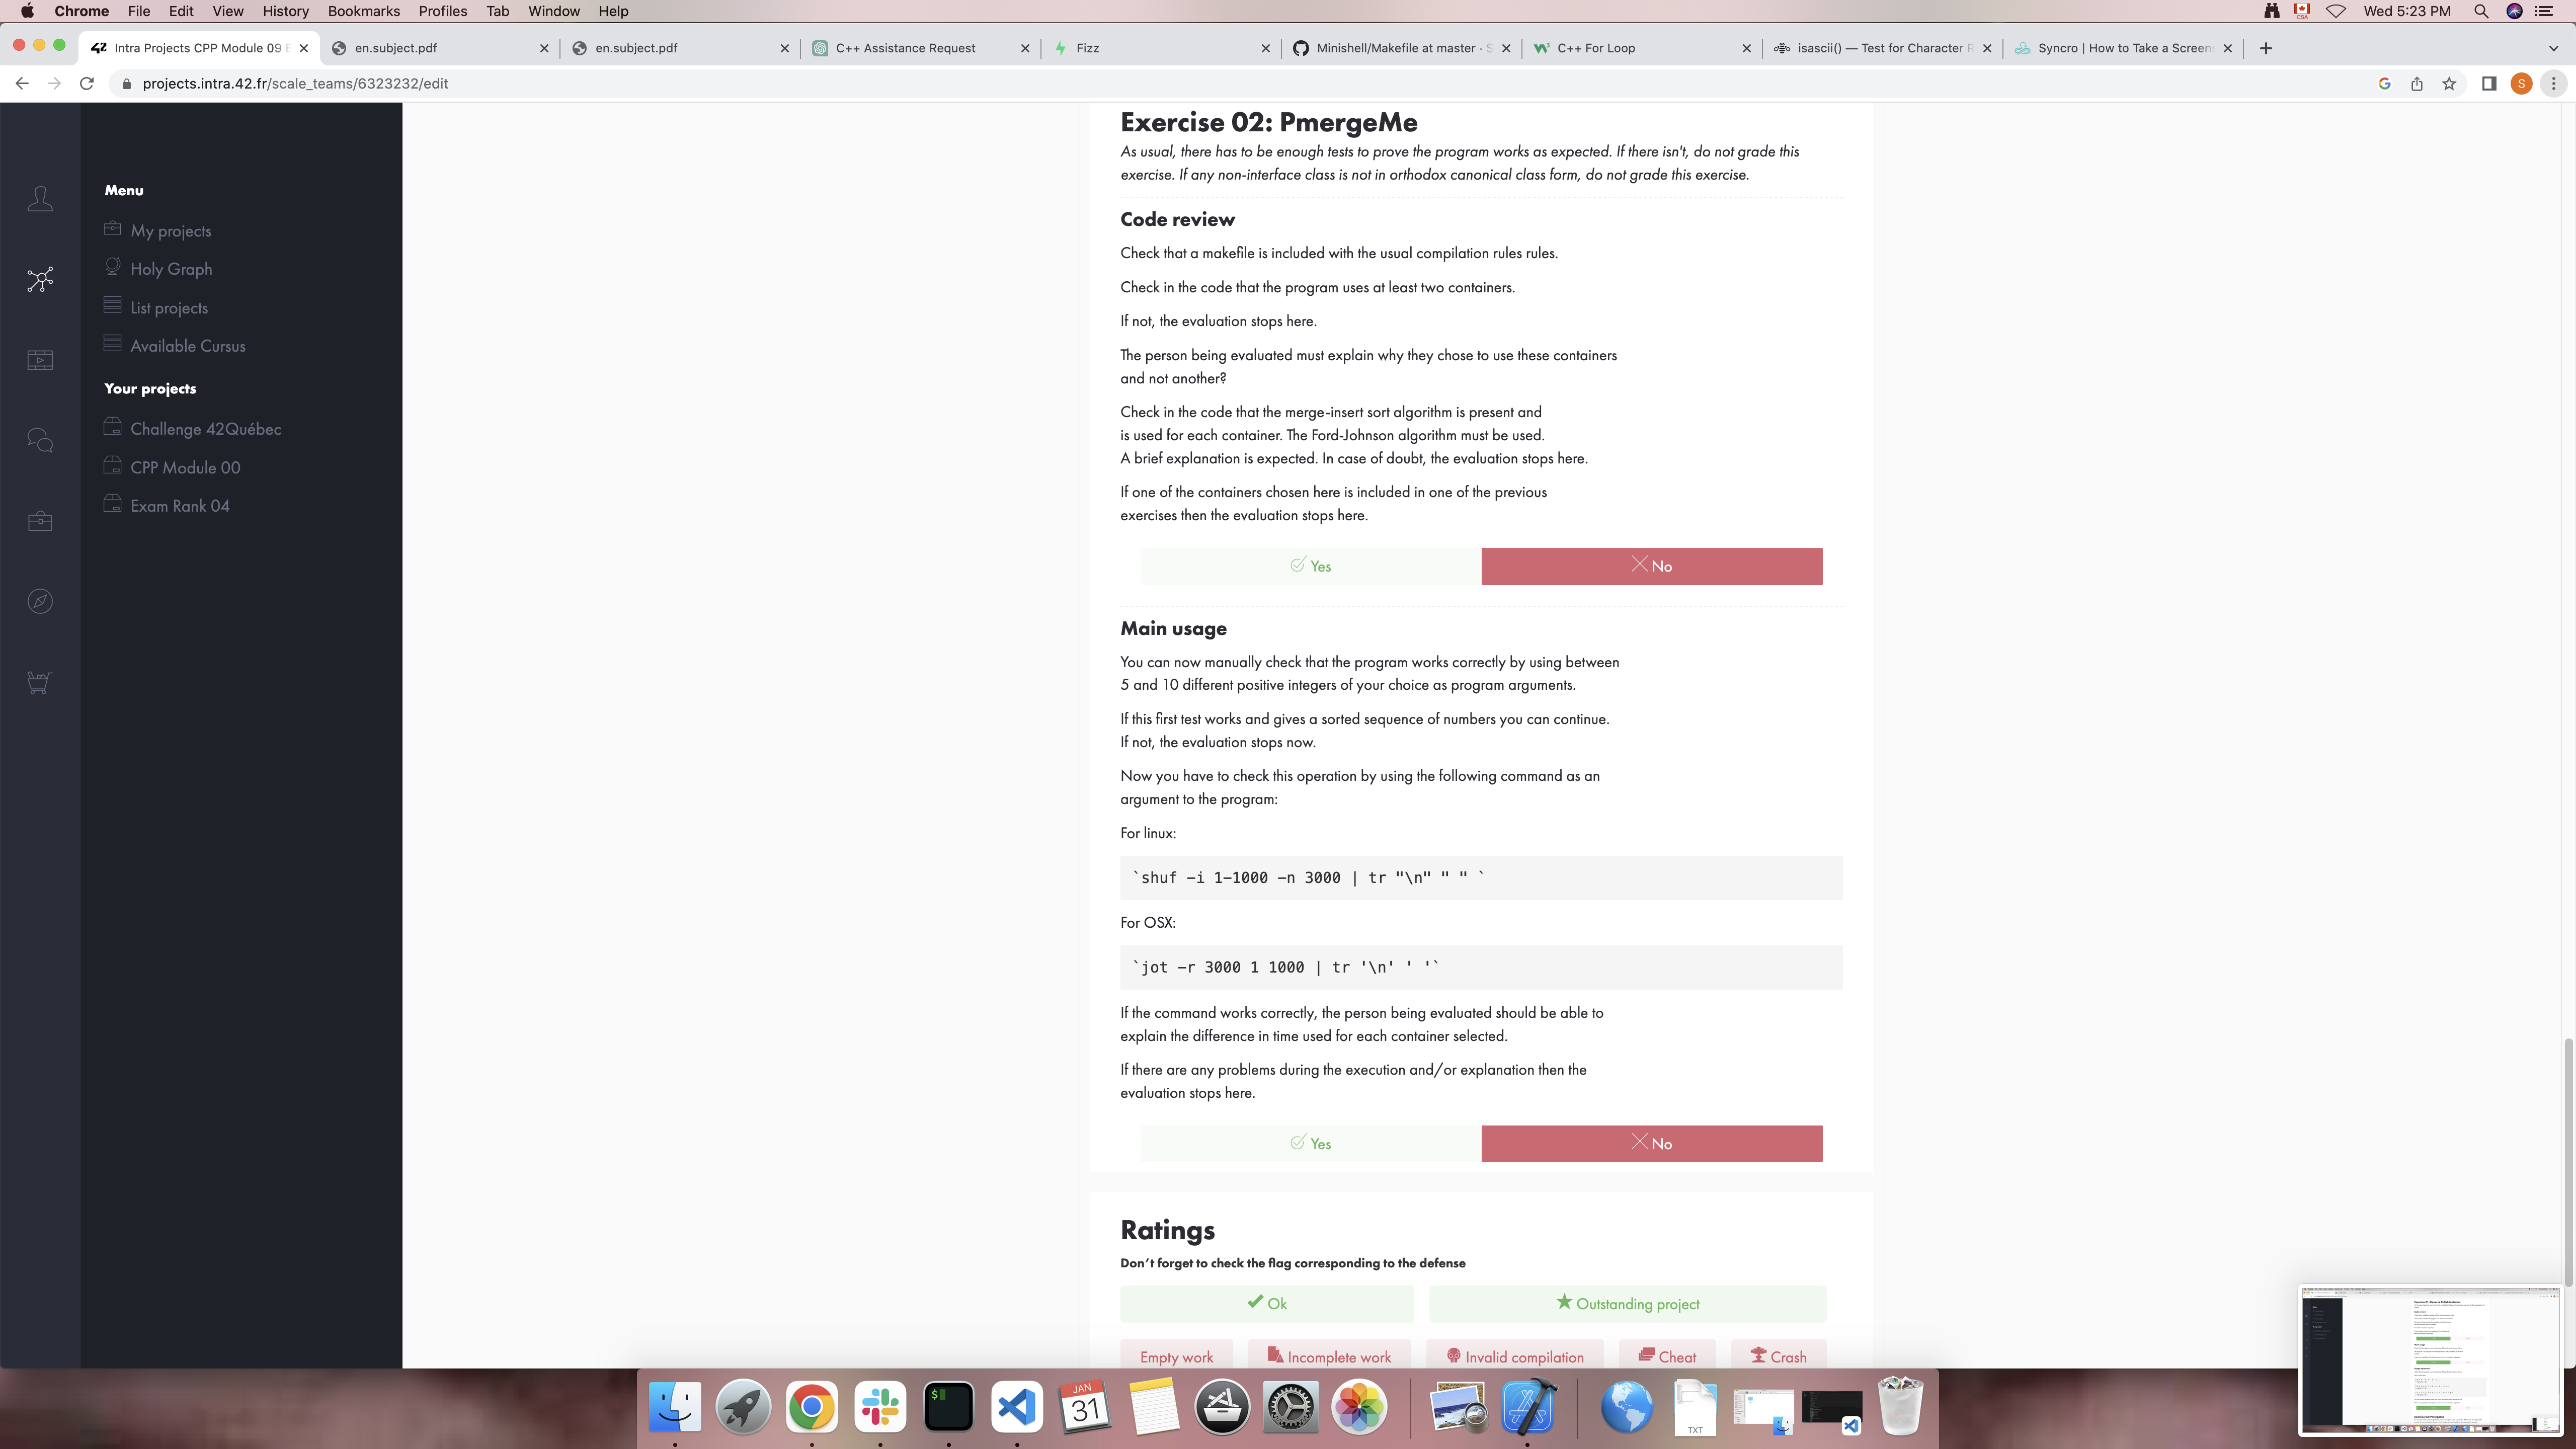 Chrome File Edit View History Bookmarks Profiles Tab Window Help
CSA
Wed 5:23 PM
42 Intra Projects CPP Module 09 E
en.subject.pdf
en.subject.pdf
C++ Assistance Request
Fizz
Minishell/Makefile at master · S
C++ For Loop
isascii() — Test for Character R
Syncro | How to Take a Screen
projects.intra.42.fr/scale_teams/6323232/edit
S
Menu
My projects
Holy Graph
List projects
Available Cursus
Your projects
Challenge 42Québec
CPP Module 00
Exam Rank 04
Exercise 02: PmergeMe
As usual, there has to be enough tests to prove the program works as expected. If there isn't, do not grade this
exercise. If any non-interface class is not in orthodox canonical class form, do not grade this exercise.
Code review
Check that a makefile is included with the usual compilation rules rules.
Check in the code that the program uses at least two containers.
If not, the evaluation stops here.
The person being evaluated must explain why they chose to use these containers
and not another?
Check in the code that the merge-insert sort algorithm is present and
is used for each container. The Ford-Johnson algorithm must be used.
A brief explanation is expected. In case of doubt, the evaluation stops here.
If one of the containers chosen here is included in one of the previous
exercises then the evaluation stops here.
Yes
No
Main usage
You can now manually check that the program works correctly by using between
5 and 10 different positive integers of your choice as program arguments.
If this first test works and gives a sorted sequence of numbers you can continue.
If not, the evaluation stops now.
Now you have to check this operation by using the following command as an
argument to the program:
For linux:
`shuf -i 1-1000 -n 3000 | tr "\n" " " `
For OSX:
`jot -r 3000 1 1000 | tr '\n' ' '`
If the command works correctly, the person being evaluated should be able to
explain the difference in time used for each container selected.
If there are any problems during the execution and/or explanation then the
evaluation stops here.
Yes
No
Ratings
Don't forget to check the flag corresponding to the defense
Ok
Outstanding project
Empty work
Incomplete work
Invalid compilation
Cheat
Crash
$
JAN
31
TXT